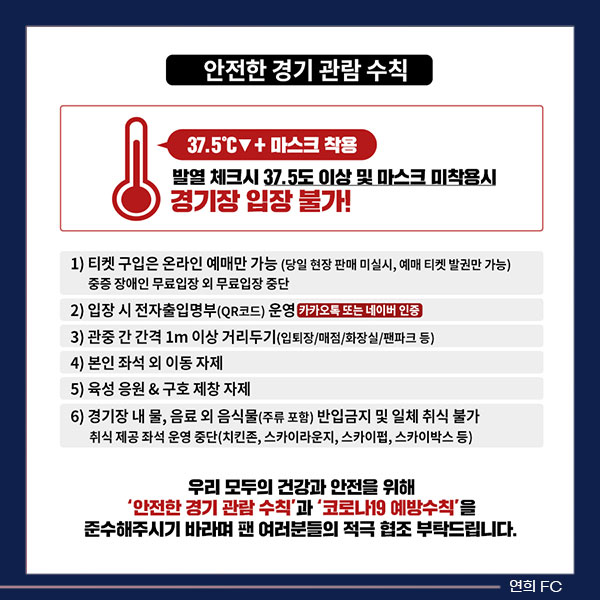 안전한 경기 관람 수칙
37.5℃▼ + 마스크 착용
발열 체크시 37.5도 이상 및 마스크 미착용시
경기장 입장 불가!
1) 티켓 구입은 온라인 예매만 가능 (당일 현장 판매 미실시, 예매 티켓 발권만 가능)
중증 장애인 무료입장 외 무료입장 중단
2) 입장 시 전자출입명부(QR코드) 운영 카카오톡 또는 네이버 인증
3) 관중 간 간격 1m 이상 거리두기(입퇴장/매점/화장실/팬파크 등)
4) 본인 좌석 외 이동 자제
5) 육성 응원 & 구호 제창 자제
6) 경기장 내 물, 음료 외 음식물(주류 포함) 반입금지 및 일체 취식 불가
취식 제공 좌석 운영 중단(치킨존, 스카이라운지, 스카이펍, 스카이박스 등)
우리 모두의 건강과 안전을 위해
‘안전한 경기 관람 수칙’과 ‘코로나19 예방수칙’을
준수해주시기 바라며 팬 여러분들의 적극 협조 부탁드립니다.
연희 FC